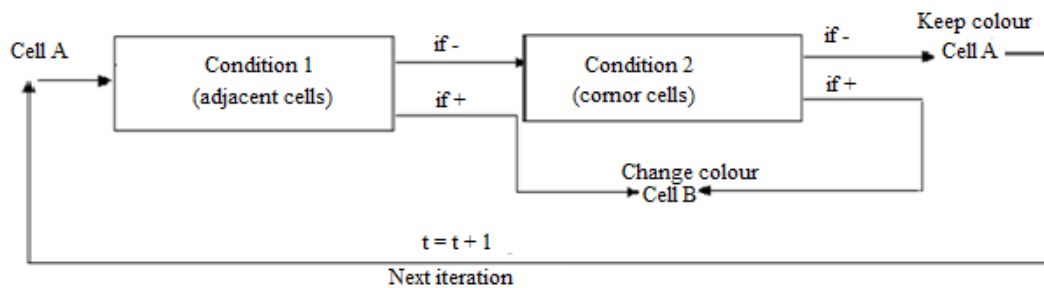 Keep colour
Cell A
if -
if -
Cell A
Condition 1
(adjacent cells)
Condition 2
(cornor cells)
if +
if +
Change colour
Cell B
t = t + 1
Next iteration